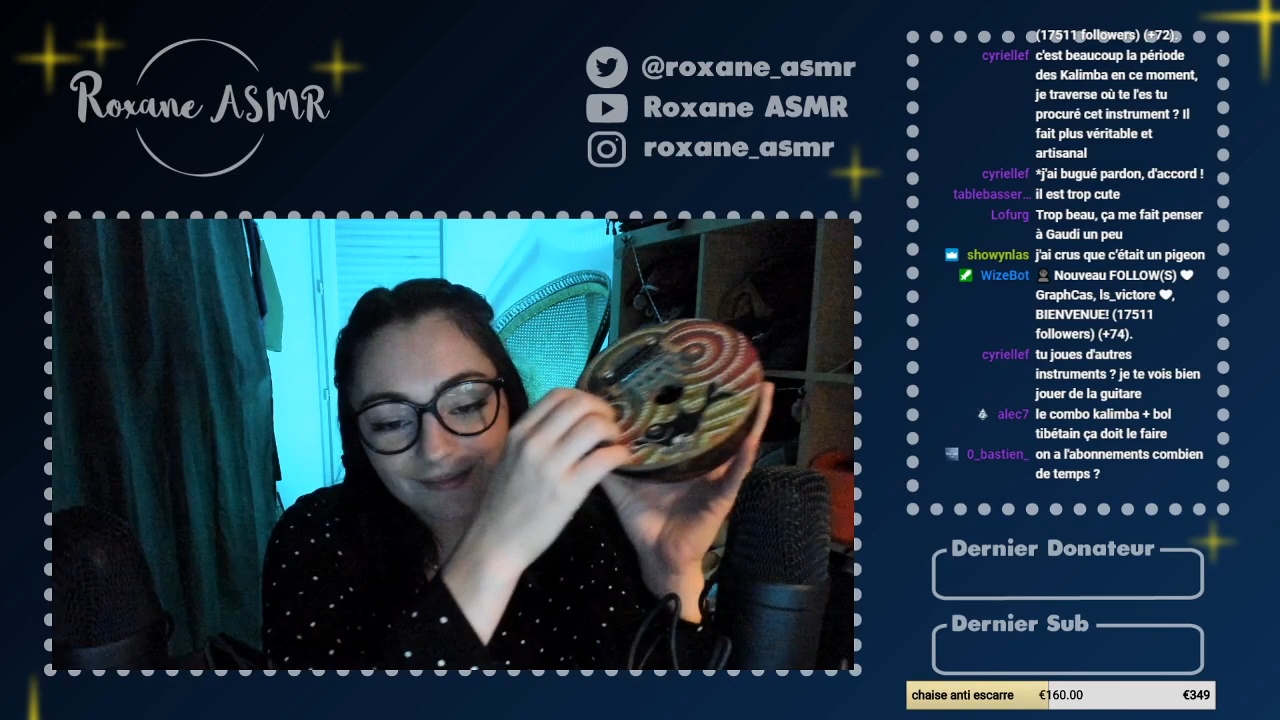 Roxane ASMR
@roxane_asmr
Roxane ASMR
roxane_asmr
(17511 followers) (+72).
cyriellef c'est beaucoup la période
des Kalimba en ce moment,
je traverse où te l'es tu
procuré cet instrument ? Il
fait plus véritable et
artisanal
cyriellef *j'ai bugué pardon, d'accord !
tablebasser… il est trop cute
Lofurg Trop beau, ça me fait penser
à Gaudi un peu
showynlas j'ai crus que c'était un pigeon
WizeBot Nouveau FOLLOW(S)
GraphCas, ls_victore ,
BIENVENUE! (17511
followers) (+74).
cyriellef tu joues d'autres
instruments ? je te vois bien
jouer de la guitare
alec7 le combo kalimba + bol
tibétain ça doit le faire
0_bastien_ on a l'abonnements combien
de temps ?
Dernier Donateur
Dernier Sub
chaise anti escarre €160.00 €349